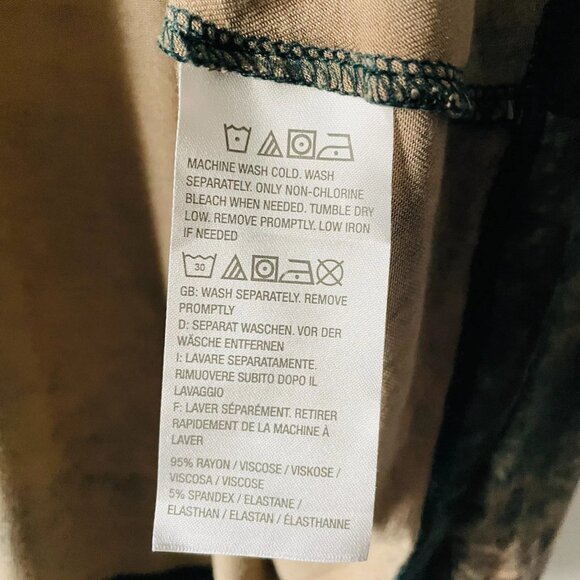 MACHINE WASH COLD. WASH
SEPARATELY. ONLY NON-CHLORINE
BLEACH WHEN NEEDED. TUMBLE DRY
LOW. REMOVE PROMPTLY. LOW IRON
IF NEEDED
30
GB: WASH SEPARATELY. REMOVE
PROMPTLY
D: SEPARAT WASCHEN. VOR DER
WÄSCHE ENTFERNEN
I: LAVARE SEPARATAMENTE.
RIMUOVERE SUBITO DOPO IL
LAVAGGIO
F: LAVER SÉPARÉMENT. RETIRER
RAPIDEMENT DE LA MACHINE À
LAVER
95% RAYON / VISCOSE / VISKOSE /
VISCOSA / VISCOSE
5% SPANDEX / ELASTANE /
ELASTHAN / ELASTAN / ÉLASTHANNE